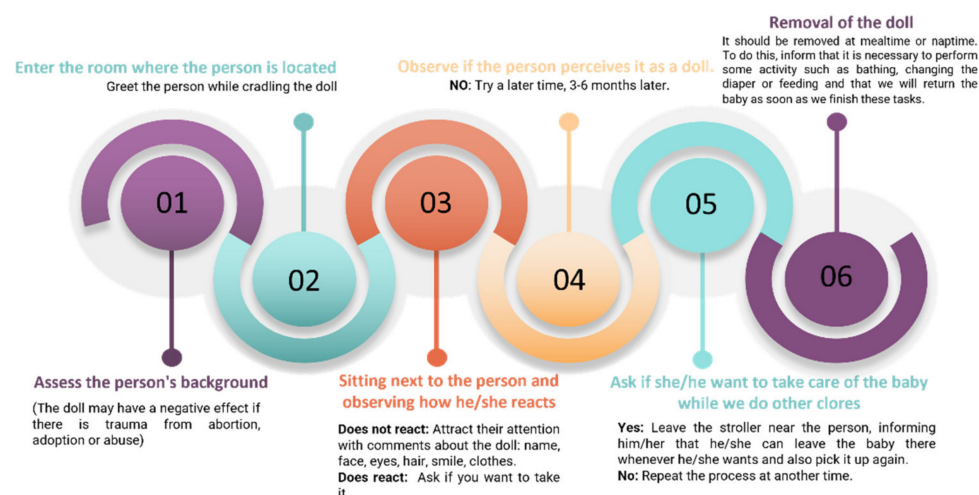 01
Assess the person's background
(The doll may have a negative effect if
there is trauma from abortion,
adoption or abuse)
02
Enter the room where the person is located
Greet the person while cradling the doll
03
Sitting next to the person and
observing how he/she reacts
Does not react: Attract their attention
with comments about the doll: name,
face, eyes, hair, smile, clothes.
Does react: Ask if you want to take
it
04
Observe if the person perceives it as a doll.
NO: Try a later time, 3-6 months later.
05
Ask if she/he want to take care of the baby
while we do other clores
Yes: Leave the stroller near the person, informing
him/her that he/she can leave the baby there
whenever he/she wants and also pick it up again.
No: Repeat the process at another time.
06
Removal of the doll
It should be removed at mealtime or naptime.
To do this, inform that it is necessary to perform
some activity such as bathing, changing the
diaper or feeding and that we will return the
baby as soon as we finish these tasks.